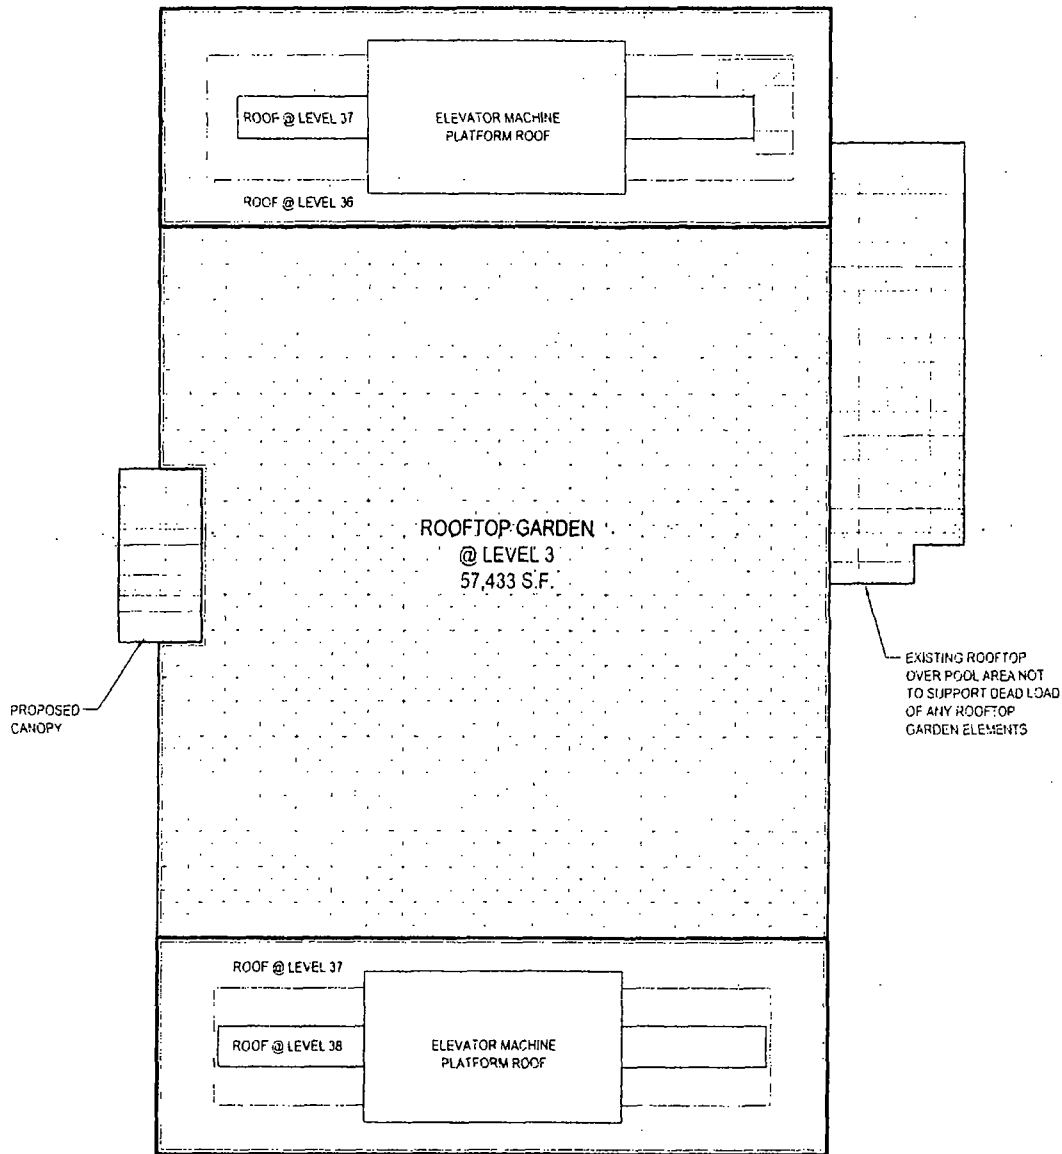 ROOF @ LEVEL 37
ELEVATOR MACHINE
PLATFORM ROOF
ROOF @ LEVEL 36
ROOFTOP GARDEN
@ LEVEL 3
57,433 S.F.
PROPOSED
CANOPY
EXISTING ROOFTOP
OVER POOL AREA NOT
TO SUPPORT DEAD LOAD
OF ANY ROOFTOP
GARDEN ELEMENTS
ROOF @ LEVEL 37
ROOF @ LEVEL 38
ELEVATOR MACHINE
PLATFORM ROOF